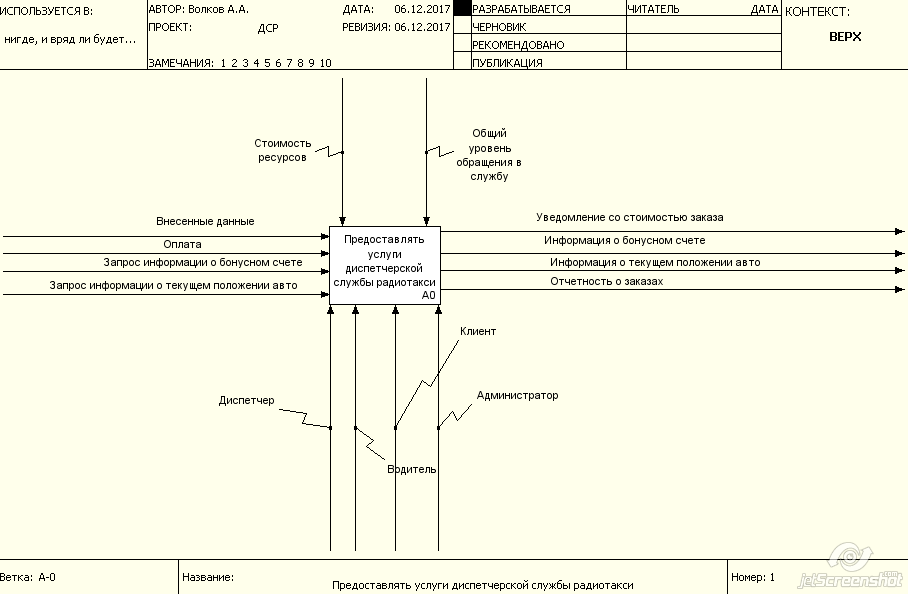 ИСПОЛЬЗУЕТСЯ В:
нигде, и вряд ли будет...
АВТОР: Волков А.А.
ДАТА: 06.12.2017
ПРОЕКТ: ДСР
РЕВИЗИЯ: 06.12.2017
ЗАМЕЧАНИЯ: 1 2 3 4 5 6 7 8 9 10
РАЗРАБАТЫВАЕТСЯ
ЧЕРНОВИК
РЕКОМЕНДОВАНО
ПУБЛИКАЦИЯ
ЧИТАТЕЛЬ ДАТА
КОНТЕКСТ:
ВЕРХ
Стоимость
ресурсов
Общий
уровень
обращения в
службу
Внесенные данные
Оплата
Запрос информации о бонусном счете
Запрос информации о текущем положении авто
Предоставлять
услуги
диспетчерской
службы радиотакси
A0
Уведомление со стоимостью заказа
Информация о бонусном счете
Информация о текущем положении авто
Отчетность о заказах
Клиент
Диспетчер
Администратор
Водитель
Ветка: A-0
Название:
Предоставлять услуги диспетчерской службы радиотакси
Номер: 1
jetScreenshot
.com